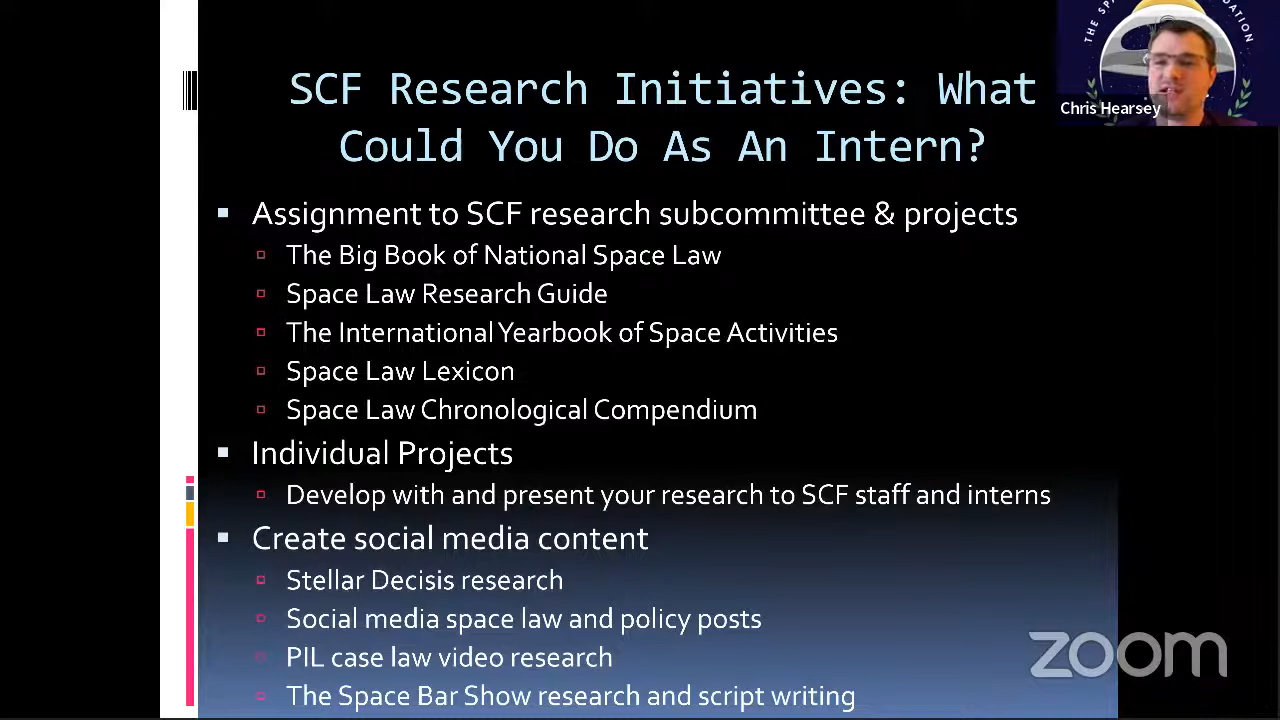 SCF Research Initiatives: What
Could You Do As An Intern?
THE SPA
NDATION
Chris Hearsey
Assignment to SCF research subcommittee & projects
The Big Book of National Space Law
Space Law Research Guide
The International Yearbook of Space Activities
Space Law Lexicon
Space Law Chronological Compendium
Individual Projects
Develop with and present your research to SCF staff and interns
Create social media content
Stellar Decisis research
Social media space law and policy posts
PIL case law video research
The Space Bar Show research and script writing
zoom